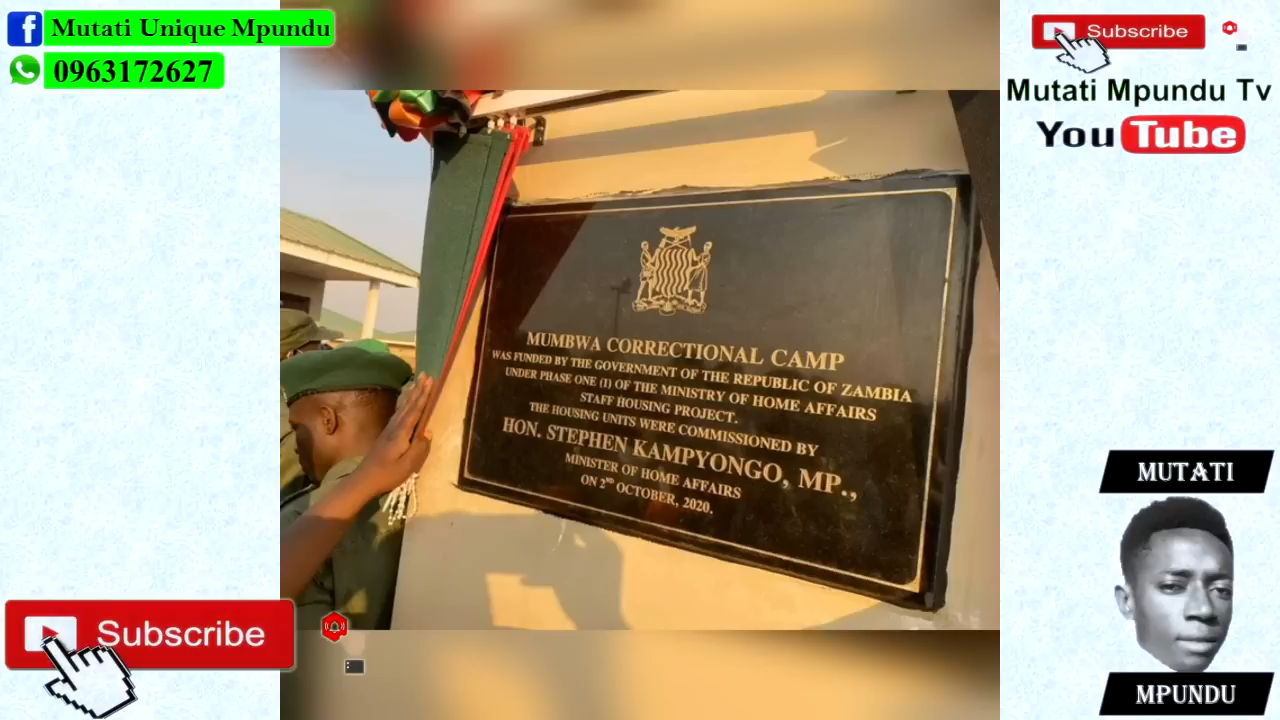 Mutati Unique Mpundu
0963172627
Subscribe
Mutati Mpundu Tv
YouTube
MUMBWA CORRECTIONAL CAMP
WAS FUNDED BY THE GOVERNMENT OF THE REPUBLIC OF ZAMBIA
UNDER PHASE ONE (1) OF THE MINISTRY OF HOME AFFAIRS
STAFF HOUSING PROJECT.
THE HOUSING UNITS WERE COMMISSIONED BY
HON. STEPHEN KAMPYONGO, MP.,
MINISTER OF HOME AFFAIRS
ON 2ND OCTOBER, 2020.
MUTATI
MPUNDU
Subscribe